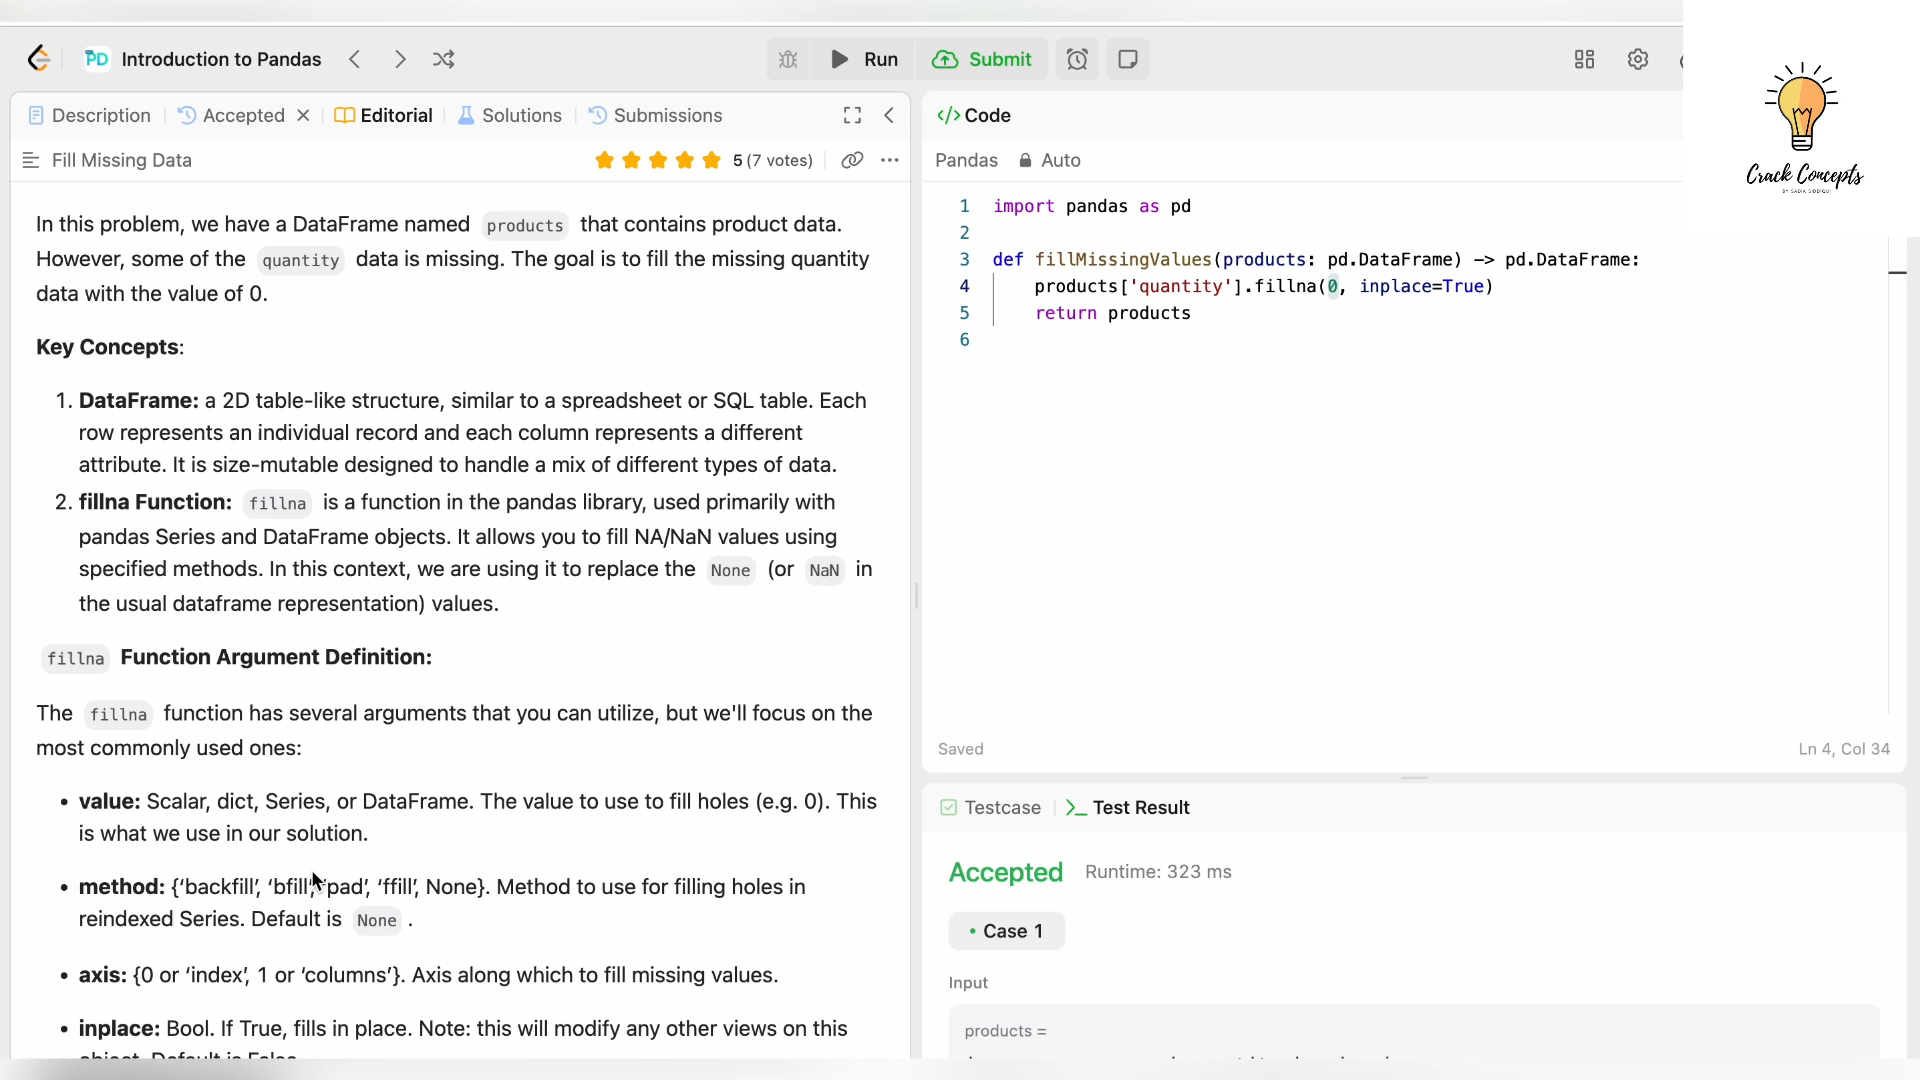 Introduction to Pandas
Run
Submit
Crack Concepts
BY SADIA SIDDIQUI
Description
Accepted
Editorial
Solutions
Submissions
Fill Missing Data
5 (7 votes)
In this problem, we have a DataFrame named products that contains product data.
However, some of the quantity data is missing. The goal is to fill the missing quantity
data with the value of 0.
Key Concepts:
1. DataFrame: a 2D table-like structure, similar to a spreadsheet or SQL table. Each
row represents an individual record and each column represents a different
attribute. It is size-mutable designed to handle a mix of different types of data.
2. fillna Function: fillna is a function in the pandas library, used primarily with
pandas Series and DataFrame objects. It allows you to fill NA/NaN values using
specified methods. In this context, we are using it to replace the None (or NaN in
the usual dataframe representation) values.
fillna Function Argument Definition:
The fillna function has several arguments that you can utilize, but we'll focus on the
most commonly used ones:
• value: Scalar, dict, Series, or DataFrame. The value to use to fill holes (e.g. 0). This
is what we use in our solution.
• method: {‘backfill’, ‘bfill’, ‘pad’, ‘ffill’, None}. Method to use for filling holes in
reindexed Series. Default is None .
• axis: {0 or ‘index’, 1 or ‘columns’}. Axis along which to fill missing values.
• inplace: Bool. If True, fills in place. Note: this will modify any other views on this
object. Default is False.
</> Code
Pandas Auto
1 import pandas as pd
2
3 def fillMissingValues(products: pd.DataFrame) -> pd.DataFrame:
4 products['quantity'].fillna(0, inplace=True)
5 return products
6
Saved
Ln 4, Col 34
Testcase
>_ Test Result
Accepted Runtime: 323 ms
• Case 1
Input
products =